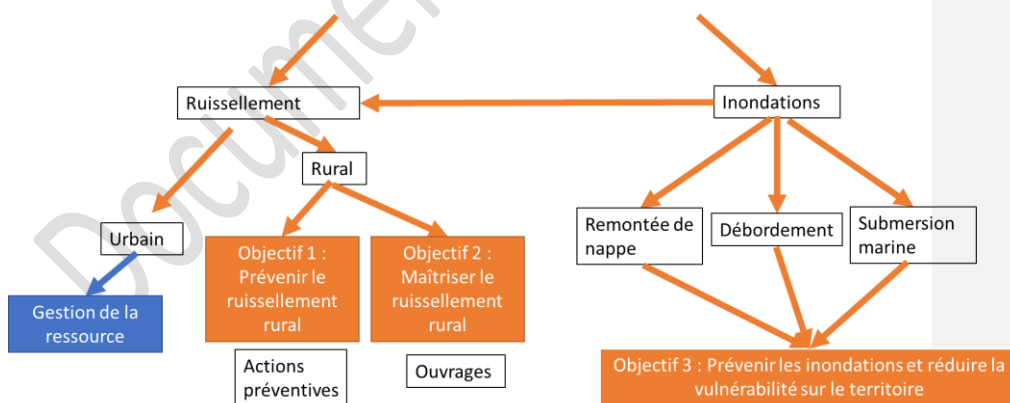 Documen
Ruissellement
Inondations
Rural
Urbain
Remontée de
nappe
Débordement
Submersion
marine
Objectif 1 :
Prévenir le
ruissellement
rural
Objectif 2 :
Maîtriser le
ruissellement
rural
Gestion de la
ressource
Actions
préventives
Ouvrages
Objectif 3 : Prévenir les inondations et réduire la
vulnérabilité sur le territoire